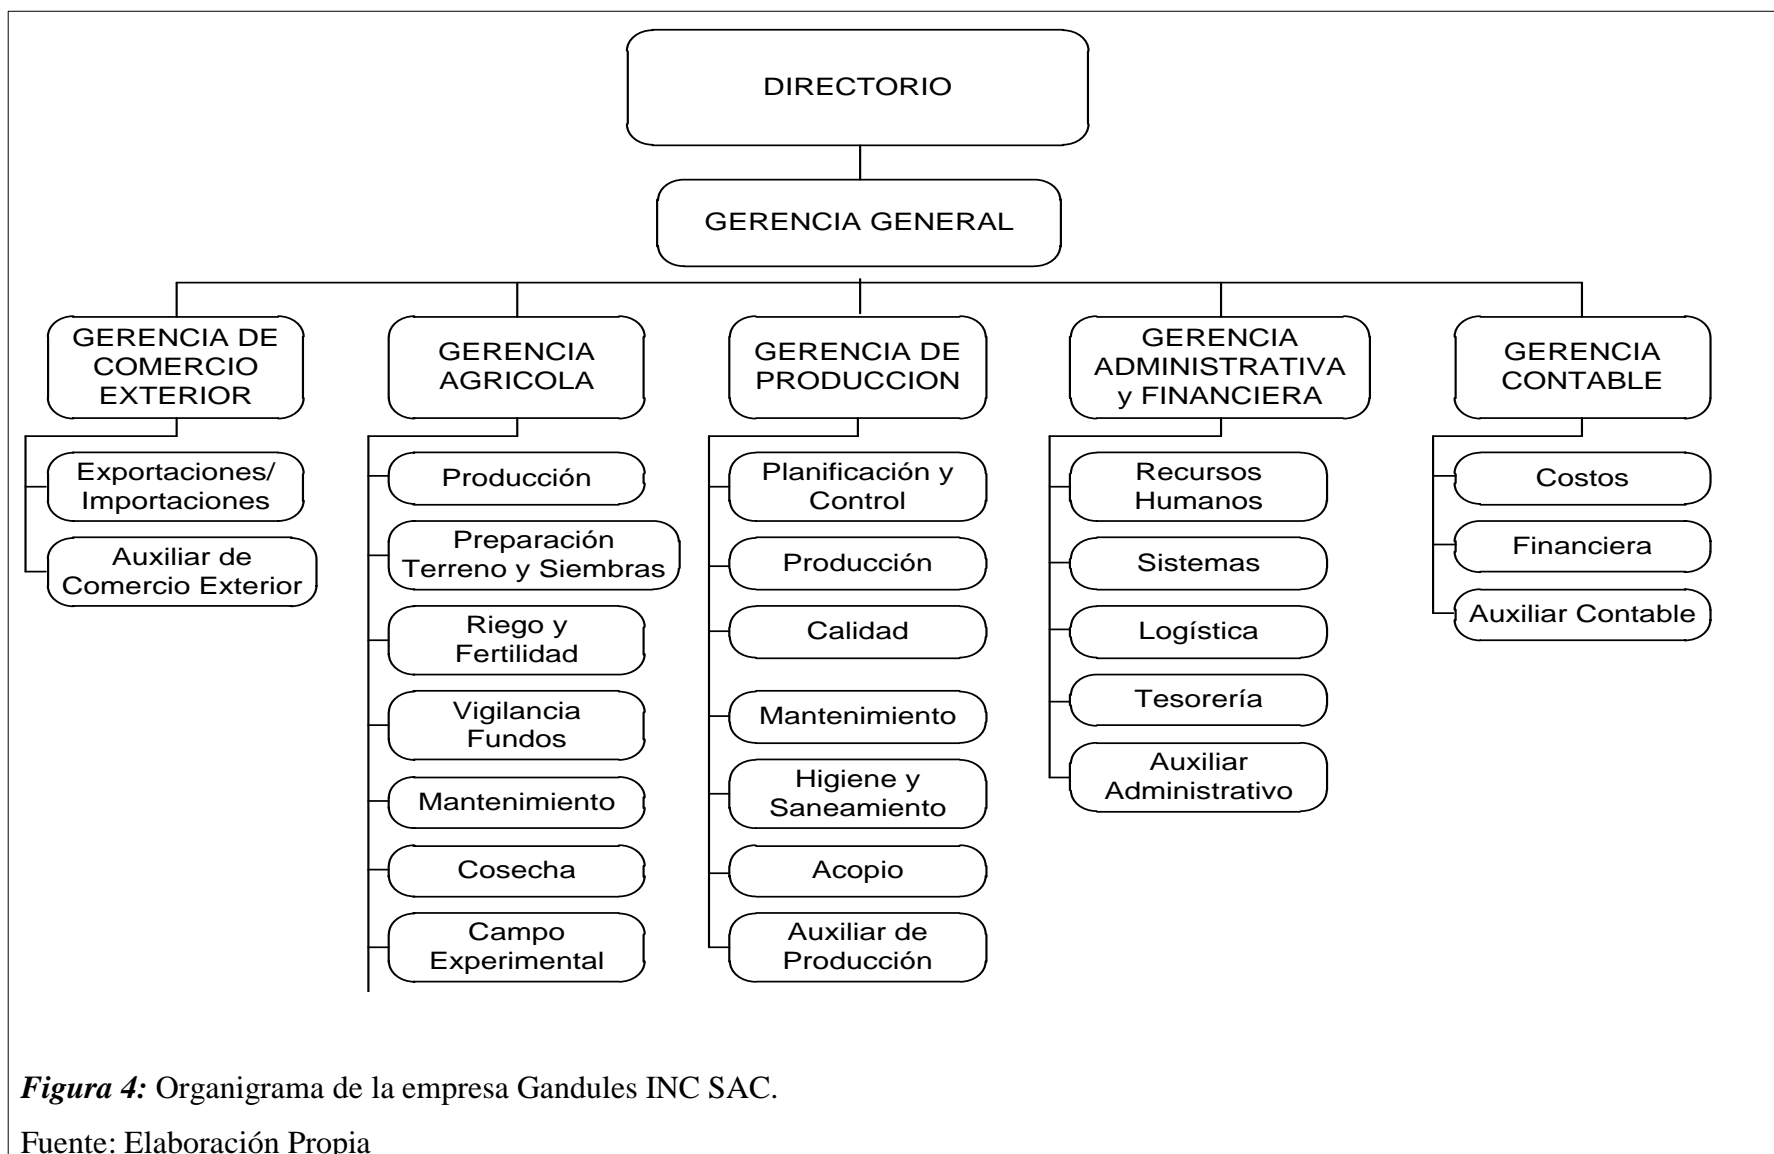 DIRECTORIO
GERENCIA GENERAL
GERENCIA DE
COMERCIO
EXTERIOR
Exportaciones/
Importaciones
Auxiliar de
Comercio Exterior
GERENCIA
AGRICOLA
Producción
Preparación
Terreno y Siembras
Riego y
Fertilidad
Vigilancia
Fundos
Mantenimiento
Cosecha
Campo
Experimental
GERENCIA DE
PRODUCCION
Planificación y
Control
Producción
Calidad
Mantenimiento
Higiene y
Saneamiento
Acopio
Auxiliar de
Producción
GERENCIA
ADMINISTRATIVA
y FINANCIERA
Recursos
Humanos
Sistemas
Logística
Tesorería
Auxiliar
Administrativo
GERENCIA
CONTABLE
Costos
Financiera
Auxiliar Contable
Figura 4: Organigrama de la empresa Gandules INC SAC.
Fuente: Elaboración Propia